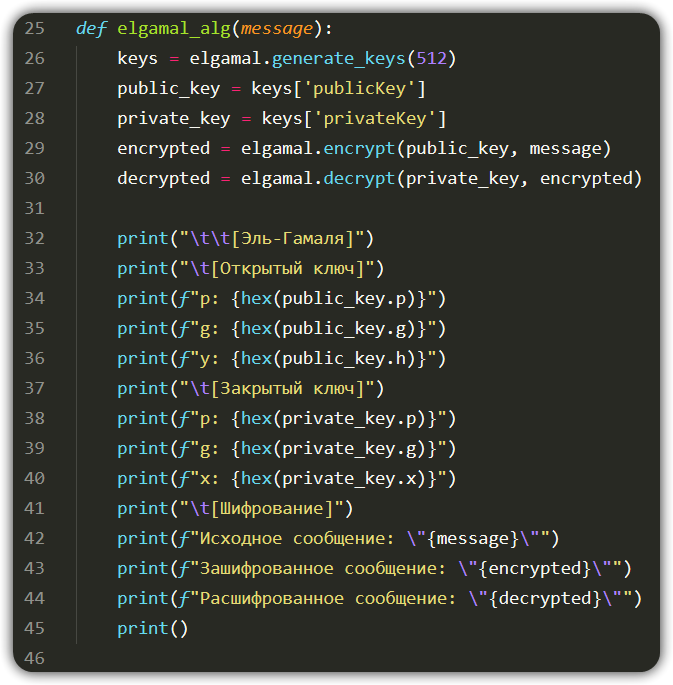 25 def elgamal_alg(message):
26     keys = elgamal.generate_keys(512)
27     public_key = keys['publicKey']
28     private_key = keys['privateKey']
29     encrypted = elgamal.encrypt(public_key, message)
30     decrypted = elgamal.decrypt(private_key, encrypted)
31
32     print("\t\t[Эль-Гамаля]")
33     print("\t[Открытый ключ]")
34     print(f"p: {hex(public_key.p)}")
35     print(f"g: {hex(public_key.g)}")
36     print(f"y: {hex(public_key.h)}")
37     print("\t[Закрытый ключ]")
38     print(f"p: {hex(private_key.p)}")
39     print(f"g: {hex(private_key.g)}")
40     print(f"x: {hex(private_key.x)}")
41     print("\t[Шифрование]")
42     print(f"Исходное сообщение: \"{message}\"")
43     print(f"Зашифрованное сообщение: \"{encrypted}\"")
44     print(f"Расшифрованное сообщение: \"{decrypted}\"")
45     print()
46